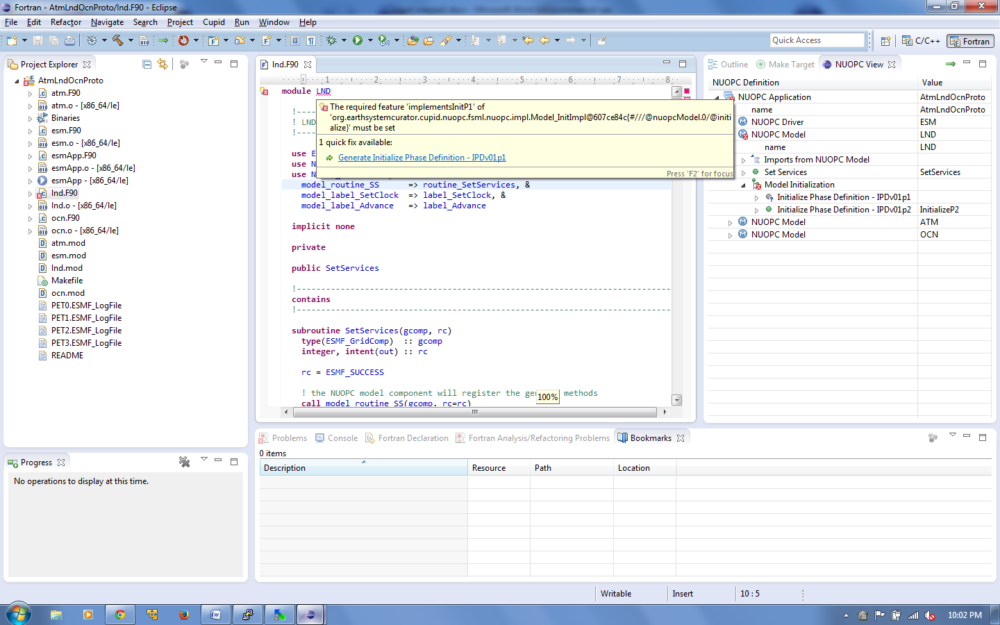 Fortran - AtmLndOcnProto/lnd.F90 - Eclipse
File Edit Refactor Navigate Search Project Cupid Run Window Help
Quick Access
C/C++
Fortran
Project Explorer
AtmLndOcnProto
atm.F90
atm.o - [x86_64/le]
Binaries
esm.F90
esm.o - [x86_64/le]
esmApp.F90
esmApp.o - [x86_64/le]
esmApp - [x86_64/le]
lnd.F90
lnd.o - [x86_64/le]
ocn.F90
ocn.o - [x86_64/le]
atm.mod
esm.mod
lnd.mod
Makefile
ocn.mod
PET0.ESMF_LogFile
PET1.ESMF_LogFile
PET2.ESMF_LogFile
PET3.ESMF_LogFile
README
Progress
No operations to display at this time.
lnd.F90
1 2 3 4 5 6 7 8
module LND
!---
! LND
!---
The required feature 'implementsInitP1' of
'org.earthsystemcurator.cupid.nuopc.fsml.nuopc.impl.Model_InitImpl@607ce84c{#///@nuopcModel.0/@initi
alize}' must be set
1 quick fix available:
Generate Initialize Phase Definition - IPDv01p1
Press 'F2' for focus
use E
use N
use N
model_routine_SS => routine_SetServices, &
model_label_SetClock => label_SetClock, &
model_label_Advance => label_Advance
implicit none
private
public SetServices
!-----------------------------------------------------------------------------
contains
!-----------------------------------------------------------------------------
subroutine SetServices(gcomp, rc)
type(ESMF_GridComp) :: gcomp
integer, intent(out) :: rc
rc = ESMF_SUCCESS
! the NUOPC model component will register the ge methods
100%
call model_routine_SS(gcomp, rc=rc)
Outline Make Target NUOPC View
NUOPC Definition Value
NUOPC Application AtmLndOcnProto
name AtmLndOcnProto
NUOPC Driver ESM
NUOPC Model LND
name LND
Imports from NUOPC Model
Set Services SetServices
Model Initialization
Initialize Phase Definition - IPDv01p1
Initialize Phase Definition - IPDv01p2 InitializeP2
NUOPC Model ATM
NUOPC Model OCN
Problems Console Fortran Declaration Fortran Analysis/Refactoring Problems Bookmarks
0 items
Description Resource Path Location
Writable Insert 10 : 5
10:02 PM